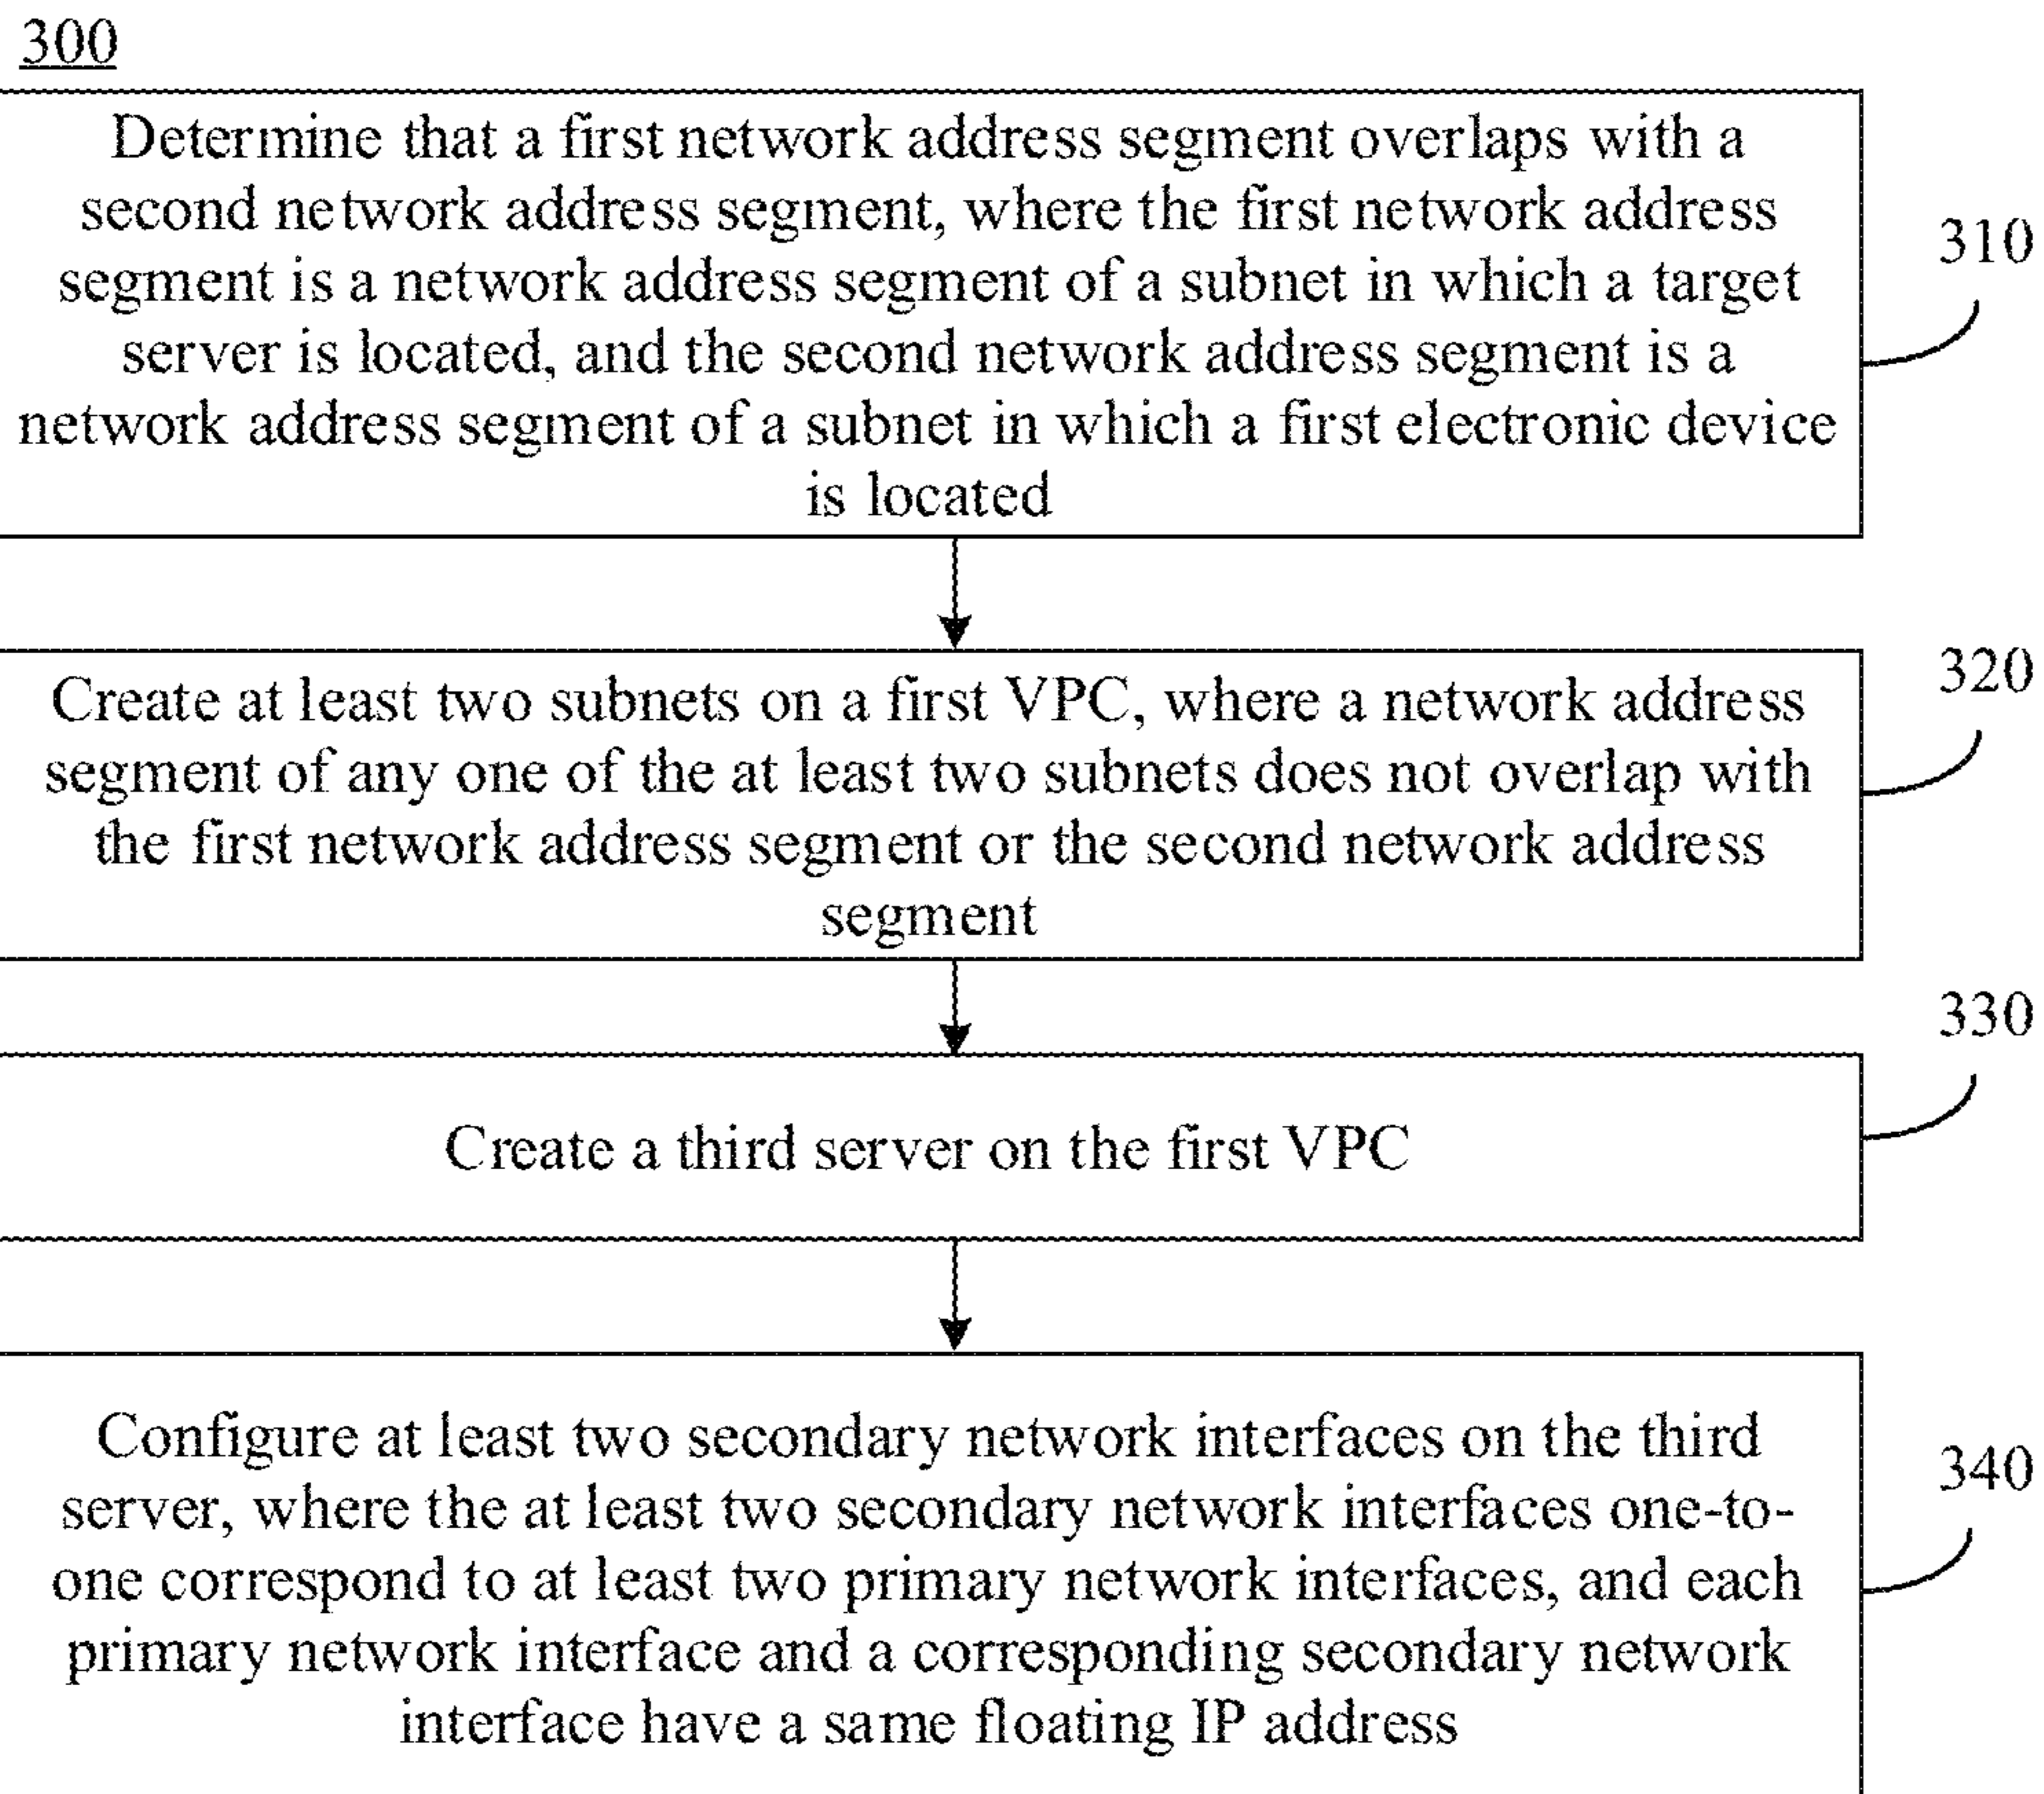 300
Determine that a first network address segment overlaps with a
second network address segment, where the first network address
segment is a network address segment of a subnet in which a target
server is located, and the second network address segment is a
network address segment of a subnet in which a first electronic device
is located
310
Create at least two subnets on a first VPC, where a network address
segment of any one of the at least two subnets does not overlap with
the first network address segment or the second network address
segment
320
Create a third server on the first VPC
330
Configure at least two secondary network interfaces on the third
server, where the at least two secondary network interfaces one-to-
one correspond to at least two primary network interfaces, and each
primary network interface and a corresponding secondary network
interface have a same floating IP address
340